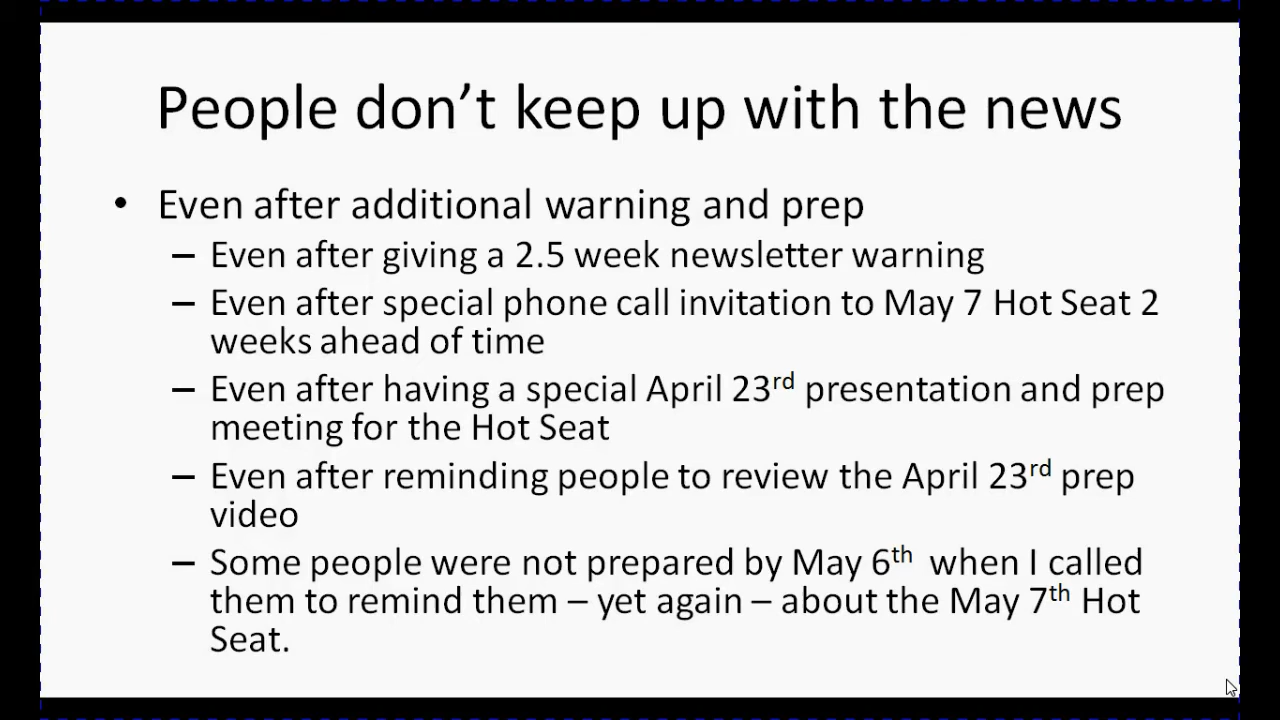 People don’t keep up with the news
• Even after additional warning and prep
– Even after giving a 2.5 week newsletter warning
– Even after special phone call invitation to May 7 Hot Seat 2
weeks ahead of time
– Even after having a special April 23rd presentation and prep
meeting for the Hot Seat
– Even after reminding people to review the April 23rd prep
video
– Some people were not prepared by May 6th when I called
them to remind them – yet again – about the May 7th Hot
Seat.